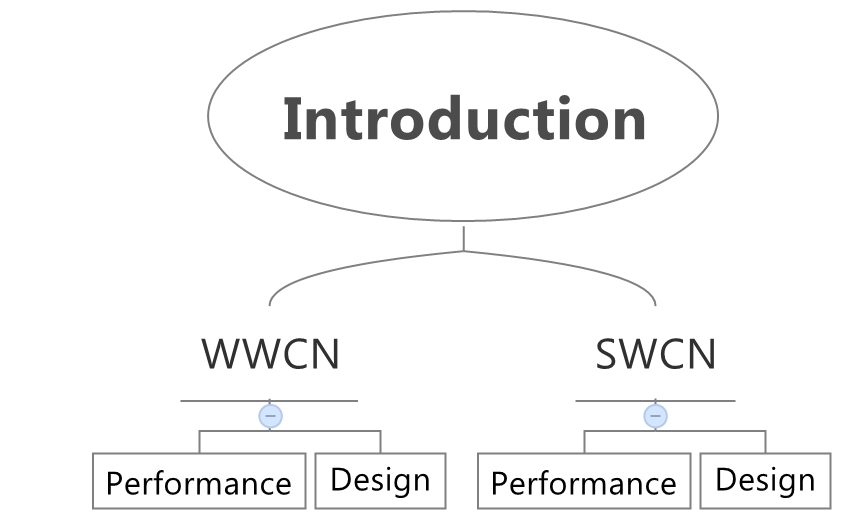 Introduction
WWCN
SWCN
Performance
Design
Performance
Design